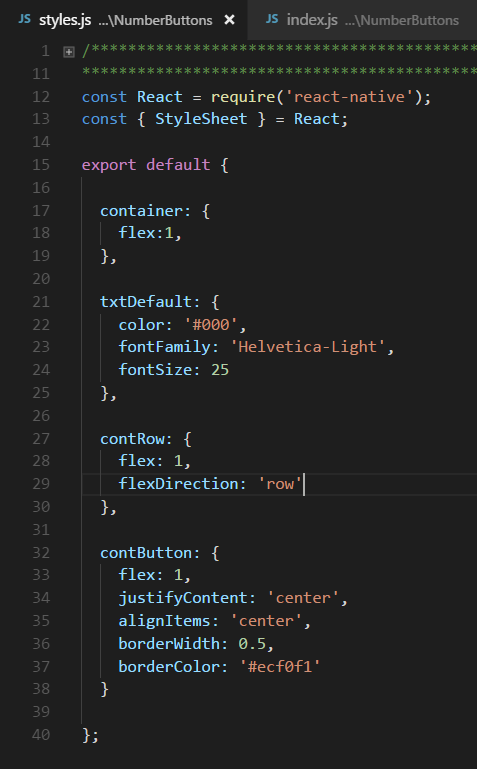 JS styles.js ...\NumberButtons × JS index.js ...\NumberButtons
1 /*******************************************
11 *******************************************
12 const React = require('react-native');
13 const { StyleSheet } = React;
14
15 export default {
16
17 container: {
18 flex:1,
19 },
20
21 txtDefault: {
22 color: '#000',
23 fontFamily: 'Helvetica-Light',
24 fontSize: 25
25 },
26
27 contRow: {
28 flex: 1,
29 flexDirection: 'row'
30 },
31
32 contButton: {
33 flex: 1,
34 justifyContent: 'center',
35 alignItems: 'center',
36 borderWidth: 0.5,
37 borderColor: '#ecf0f1'
38 }
39
40 };